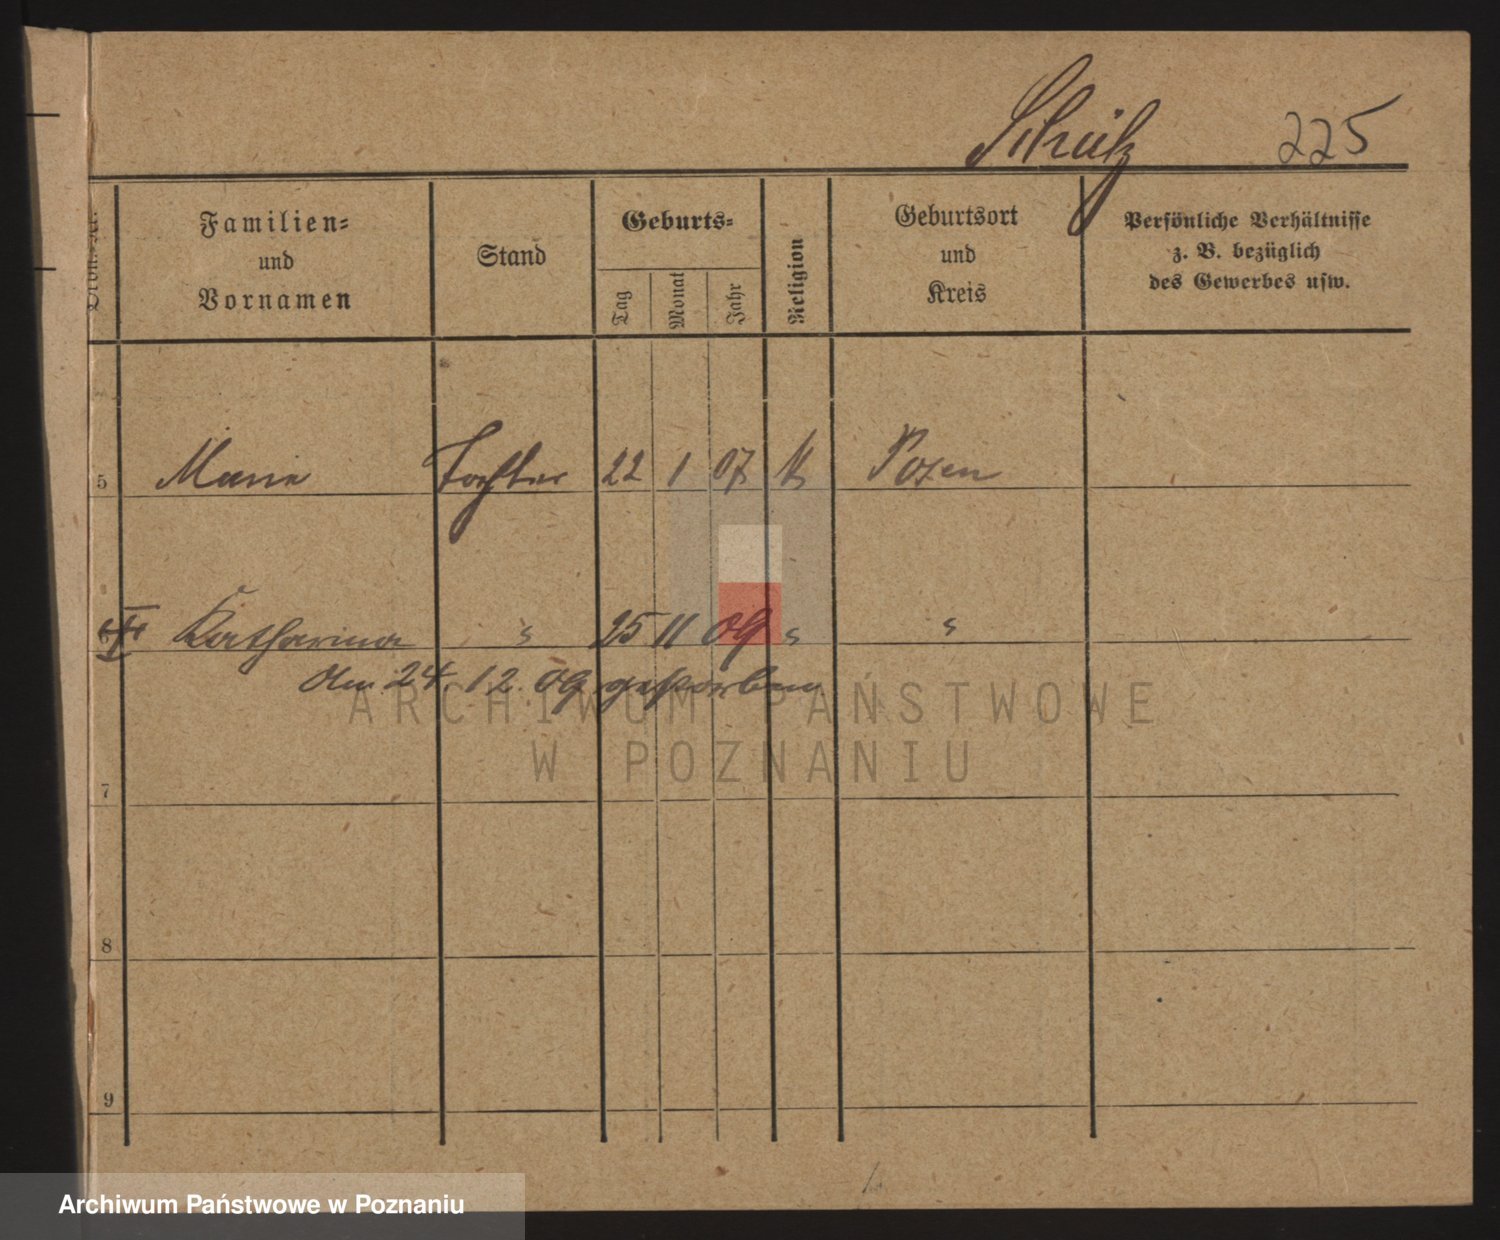 Schütz 225
Familien-
und
Vornamen
Stand
Geburts-
Tag
Monat
Jahr
Religion
Geburtsort
und
Kreis
Persönliche Verhältnisse
z. B. bezüglich
des Gewerbes usw.
5 Marie Tochter 22 1 07 k Posen
6 Katharina " 25 11 09 " "
Am 24. 12. 09 gestorben
ARCHIWUM PAŃSTWOWE
W POZNANIU
7
8
9
Archiwum Państwowe w Poznaniu